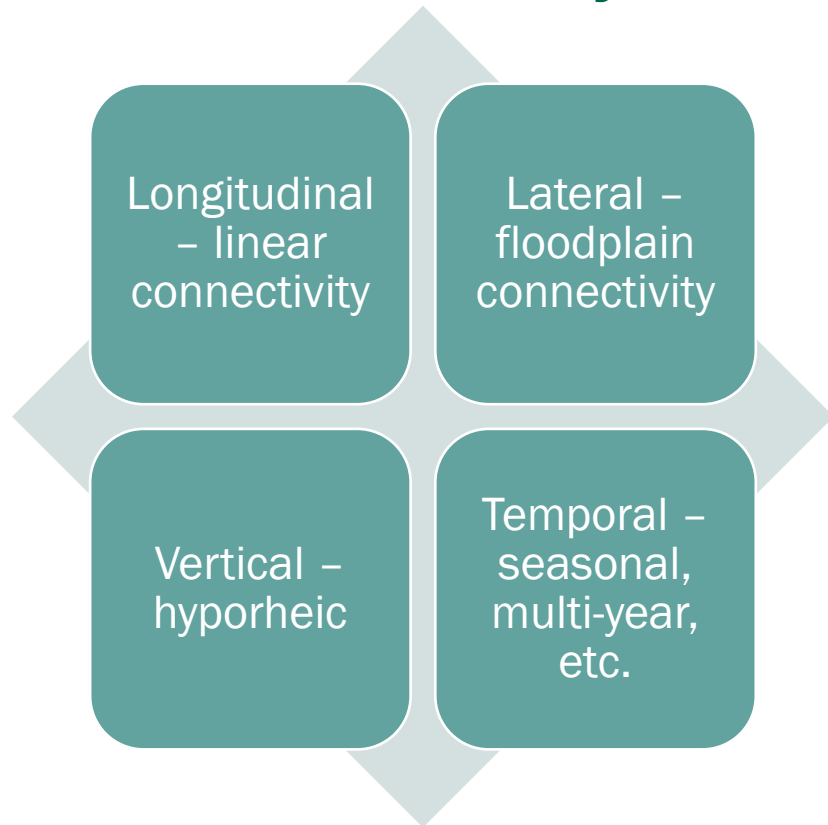 Longitudinal
– linear
connectivity
Lateral –
floodplain
connectivity
Vertical –
hyporheic
Temporal –
seasonal,
multi-year,
etc.